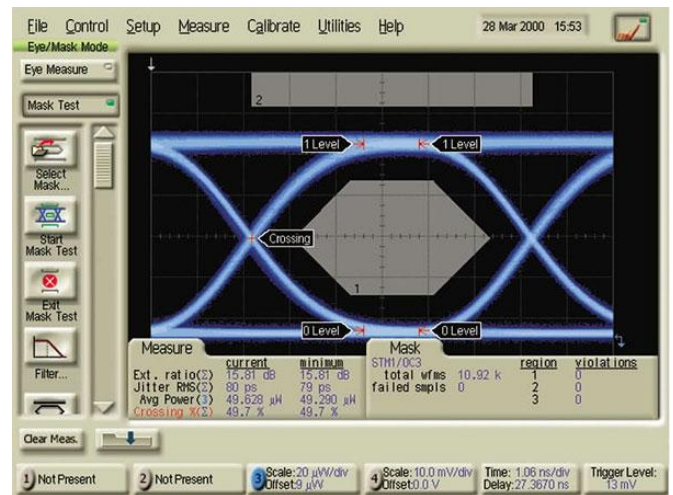 File Control Setup Measure Calibrate Utilities Help 28 Mar 2000 15:53
Eye/Mask Mode
Eye Measure
Mask Test
Select
Mask...
Start
Mask Test
Exit
Mask Test
Filter...
2
1 Level 1 Level
Crossing
1
0 Level 0 Level
Measure
current minimum
Ext. ratio(Σ) 15.81 dB 15.81 dB
Jitter RMS(Σ) 80 ps 79 ps
Avg Power(3) 49.628 µW 49.290 µW
Crossing %(Σ) 49.7 % 49.7 %
Mask
STM1/OC3 region violations
total wfms 10.92 k 1 0
failed smpls 0 2 0
3 0
Clear Meas.
1) Not Present
2) Not Present
3) Scale:20 µW/div
Offset:9 µW
4) Scale: 10.0 mV/div
Offset:0.0 V
Time: 1.06 ns/div
Delay:27.3670 ns
Trigger Level:
13 mV